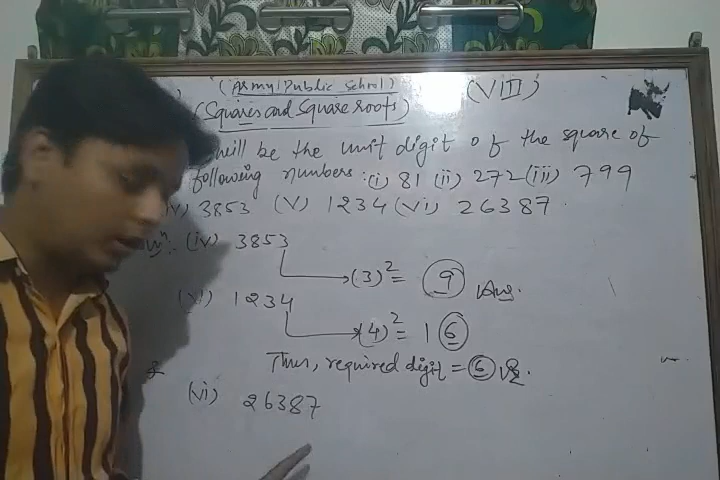 (Army Public School)
(Squares and Square roots) (VIII)
will be the unit digit of the square of
following numbers : (i) 81 (ii) 272 (iii) 799
iv) 3853 (V) 1234 (vi) 26387.
(iv) 3853
(3)² = 9 Ans.
(v) 1234
(4)² = 16
Thus, required digit = 6
(vi) 26387